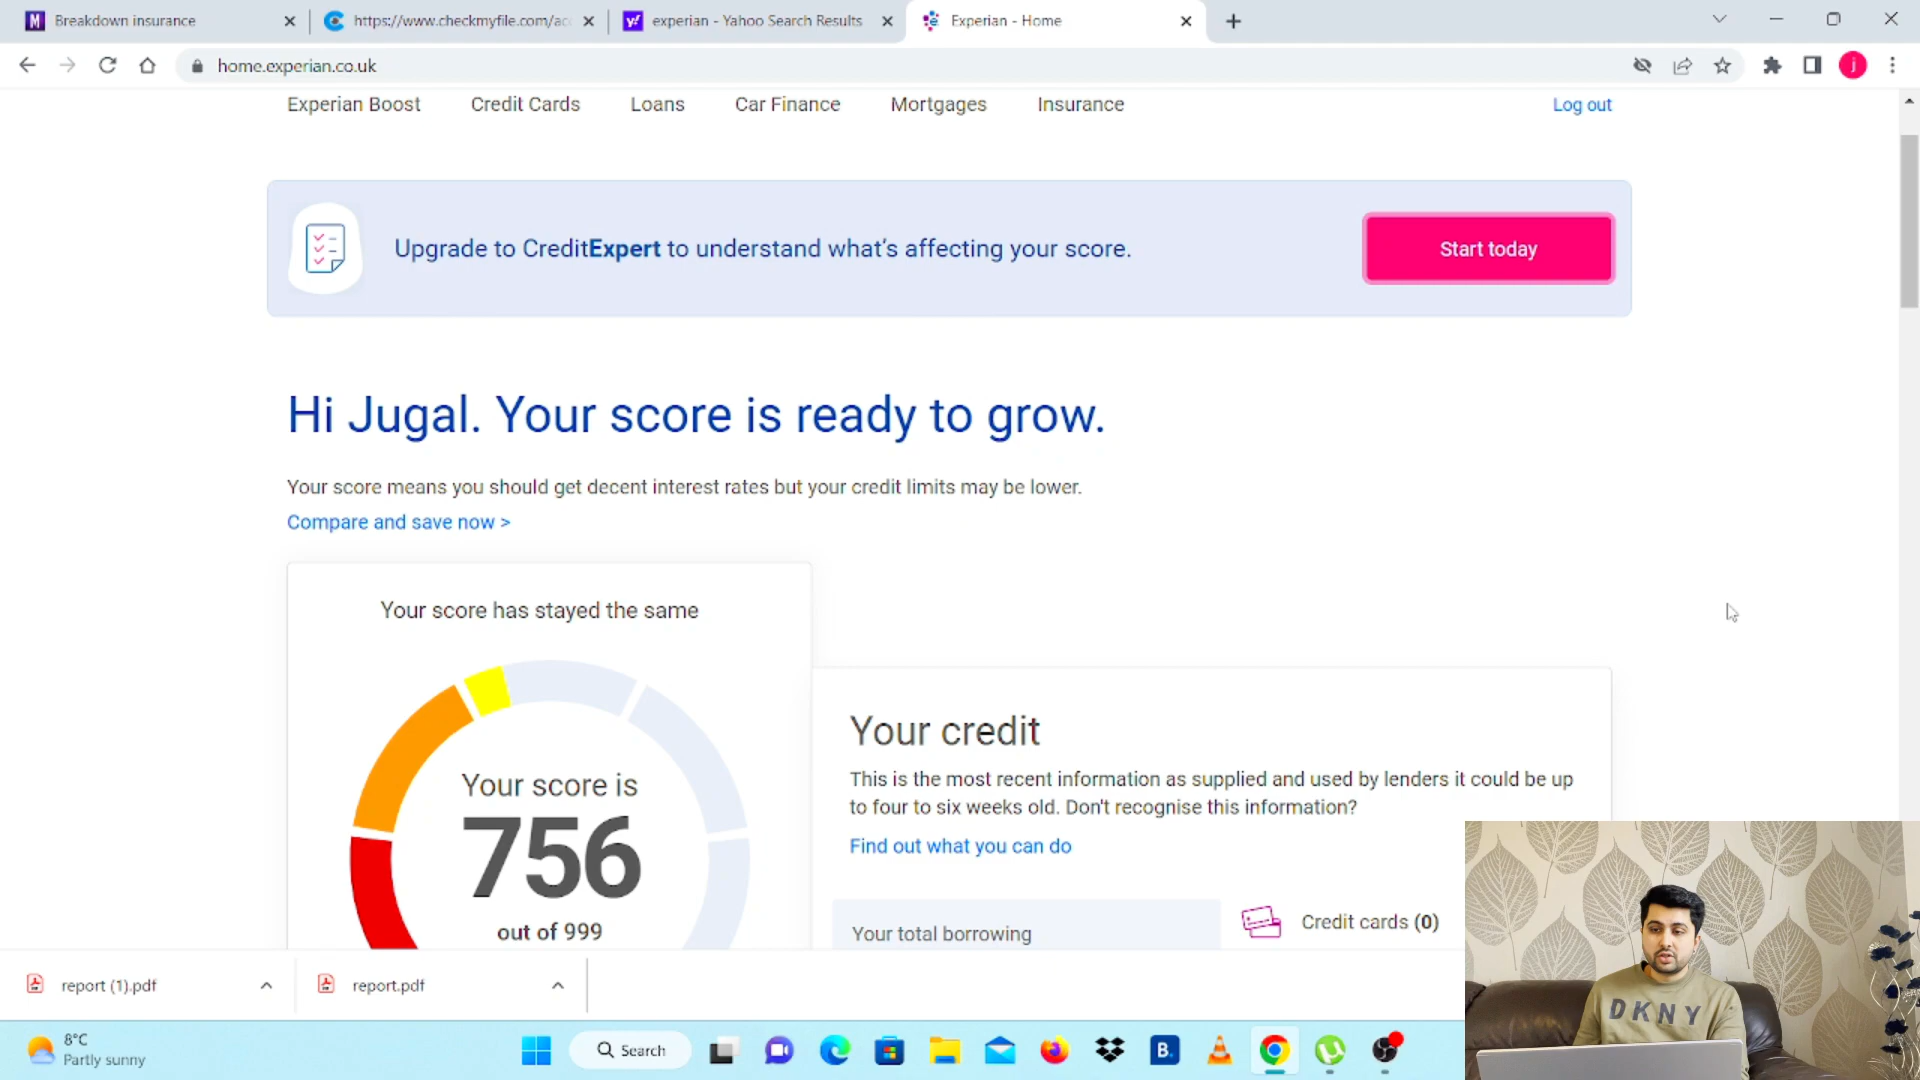 Breakdown insurance
https://www.checkmyfile.com/acc
experian - Yahoo Search Results
Experian - Home
home.experian.co.uk
j
Experian Boost
Credit Cards
Loans
Car Finance
Mortgages
Insurance
Log out
Upgrade to CreditExpert to understand what's affecting your score.
Start today
Hi Jugal. Your score is ready to grow.
Your score means you should get decent interest rates but your credit limits may be lower.
Compare and save now >
Your score has stayed the same
Your score is
756
out of 999
Your credit
This is the most recent information as supplied and used by lenders it could be up
to four to six weeks old. Don't recognise this information?
Find out what you can do
Your total borrowing
Credit cards (0)
DKNY
report (1).pdf
report.pdf
8°C
Partly sunny
Search
B.